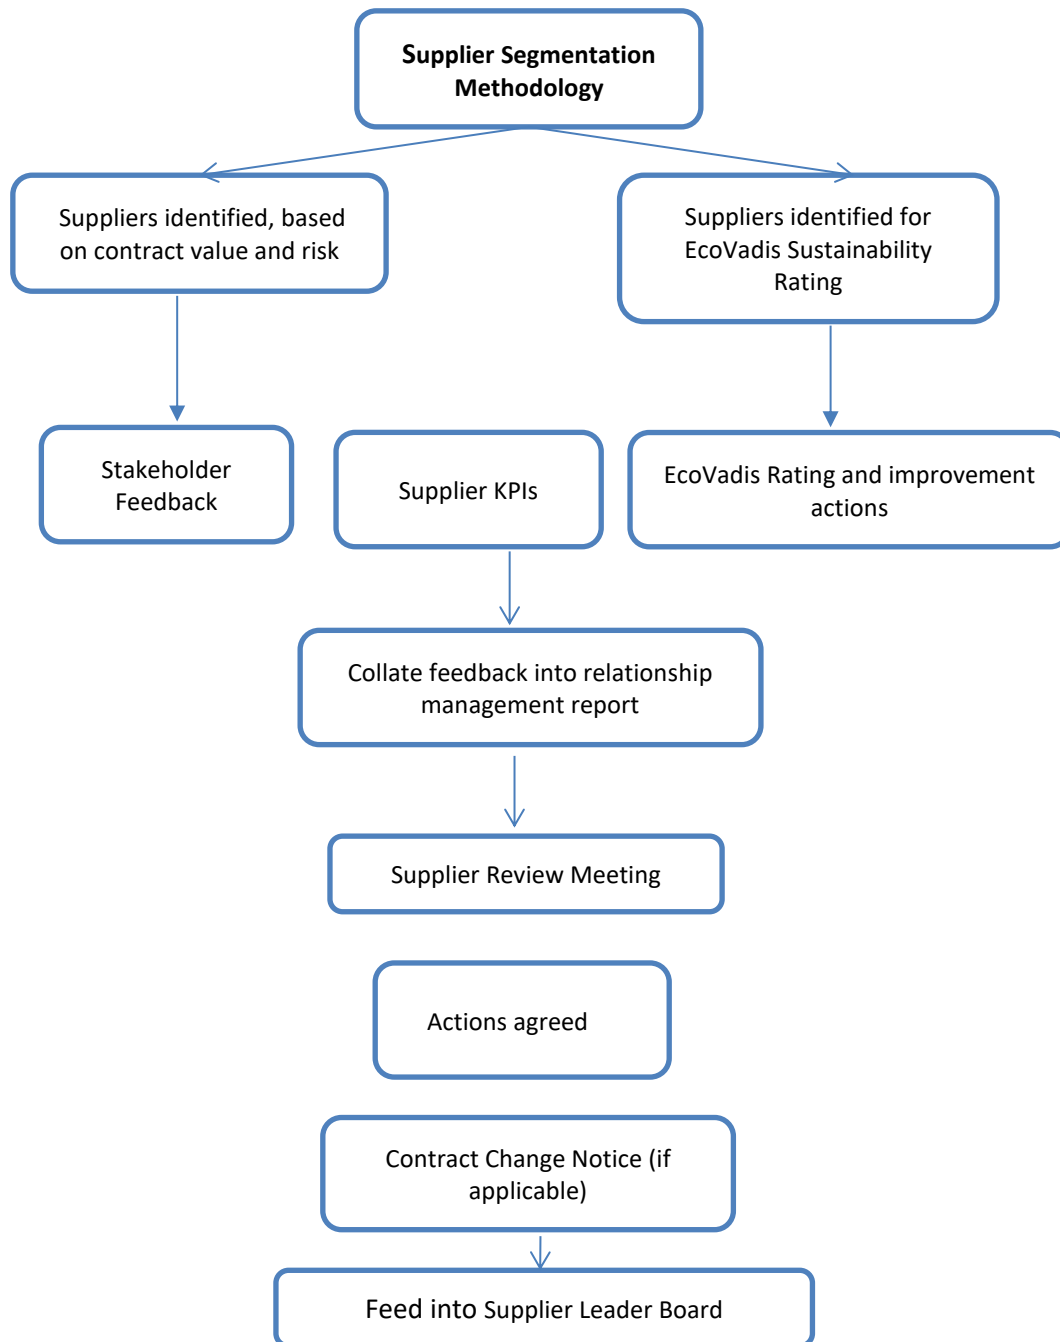 Supplier Segmentation
Methodology
Suppliers identified, based
on contract value and risk
Suppliers identified for
EcoVadis Sustainability
Rating
Stakeholder
Feedback
Supplier KPIs
EcoVadis Rating and improvement
actions
Collate feedback into relationship
management report
Supplier Review Meeting
Actions agreed
Contract Change Notice (if
applicable)
Feed into Supplier Leader Board